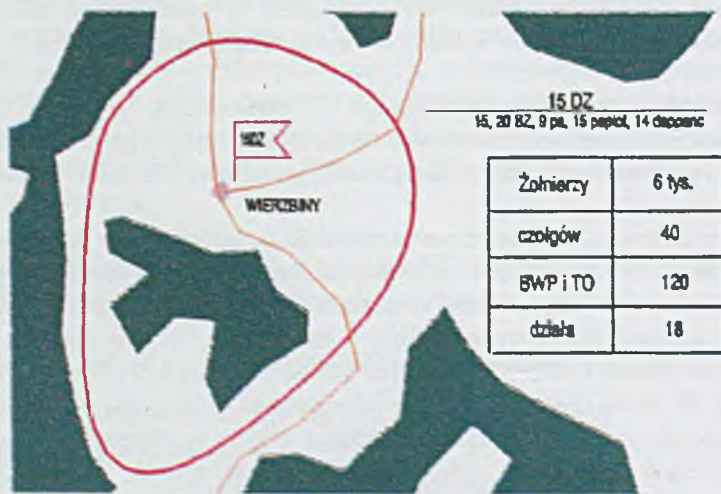 15 DZ
15, 20 BZ, 9 pa, 15 paplot, 14 dappanc
WIERZBINY
Żołnierzy 6 tys.
czołgów 40
BWP i TO 120
działa 18